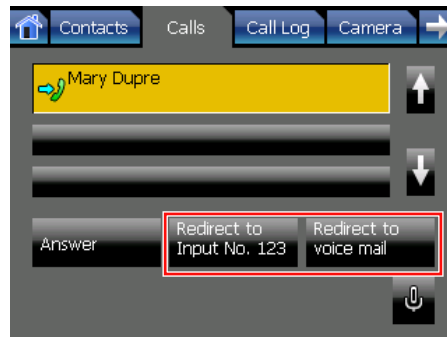 Contacts Calls Call Log Camera
Mary Dupre
Answer
Redirect to
Input No. 123
Redirect to
voice mail